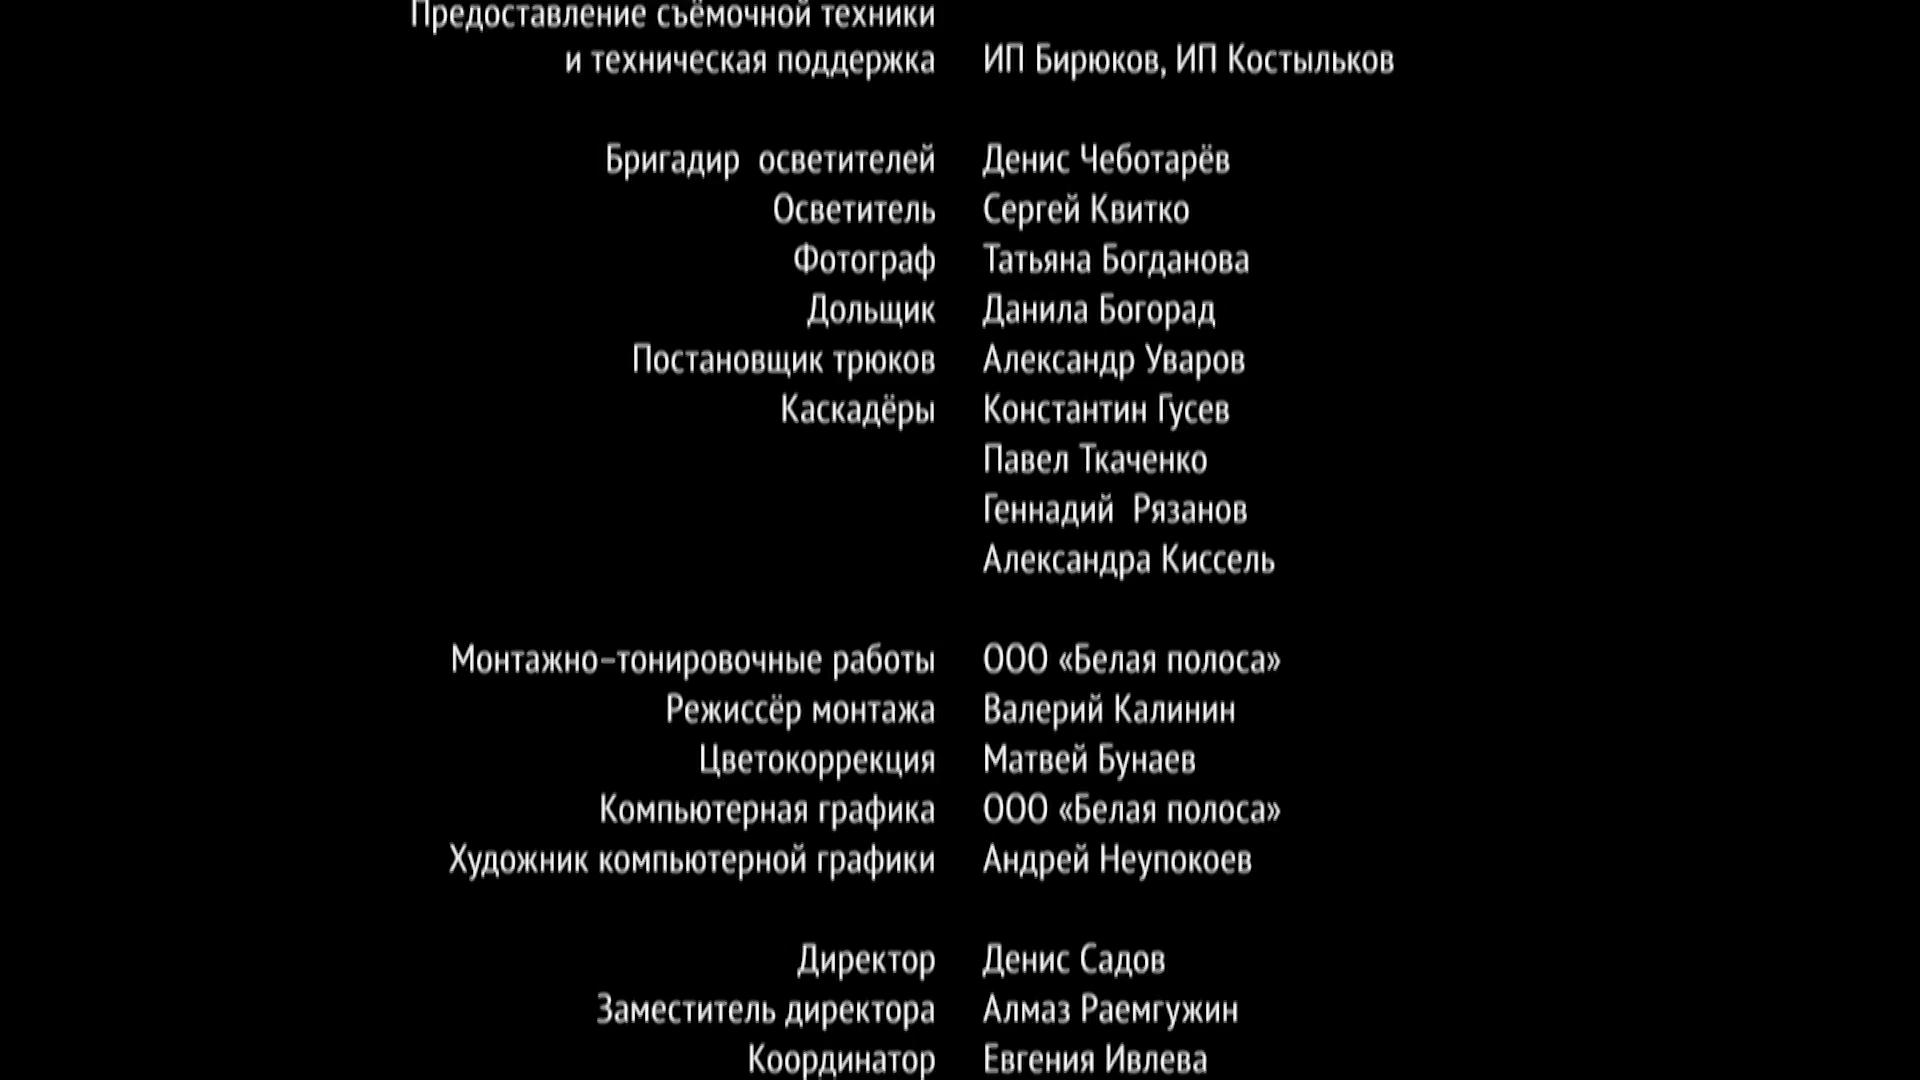 Предоставление съёмочной техники
и техническая поддержка ИП Бирюков, ИП Костыльков
Бригадир осветителей Денис Чеботарёв
Осветитель Сергей Квитко
Фотограф Татьяна Богданова
Дольщик Данила Богорад
Постановщик трюков Александр Уваров
Каскадёры Константин Гусев
Павел Ткаченко
Геннадий Рязанов
Александра Киссель
Монтажно-тонировочные работы ООО «Белая полоса»
Режиссёр монтажа Валерий Калинин
Цветокоррекция Матвей Бунаев
Компьютерная графика ООО «Белая полоса»
Художник компьютерной графики Андрей Неупокоев
Директор Денис Садов
Заместитель директора Алмаз Раемгужин
Координатор Евгения Ивлева